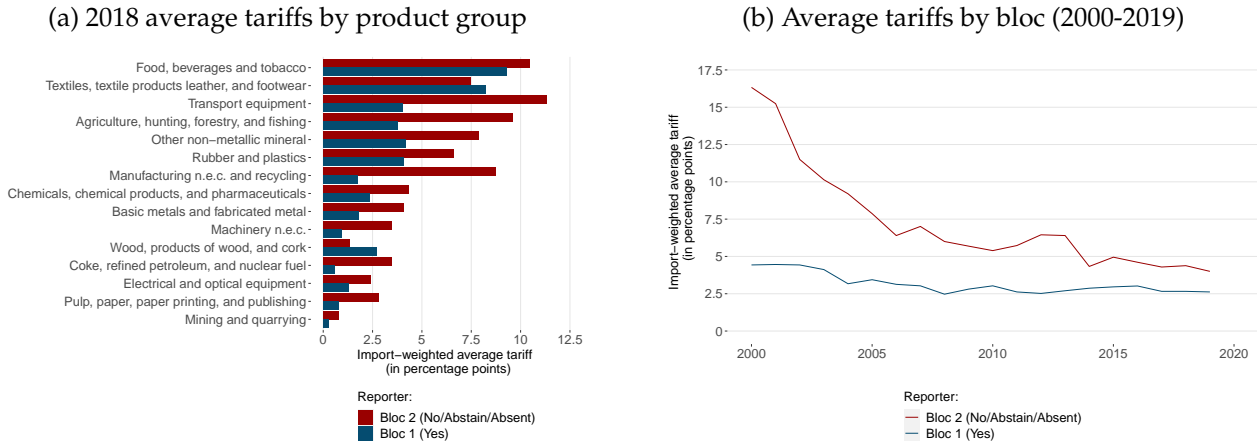 (a) 2018 average tariffs by product group
Food, beverages and tobacco
Textiles, textile products leather, and footwear
Transport equipment
Agriculture, hunting, forestry, and fishing
Other non−metallic mineral
Rubber and plastics
Manufacturing n.e.c. and recycling
Chemicals, chemical products, and pharmaceuticals
Basic metals and fabricated metal
Machinery n.e.c.
Wood, products of wood, and cork
Coke, refined petroleum, and nuclear fuel
Electrical and optical equipment
Pulp, paper, paper printing, and publishing
Mining and quarrying
0 2.5 5 7.5 10 12.5
Import−weighted average tariff
(in percentage points)
Reporter:
Bloc 2 (No/Abstain/Absent)
Bloc 1 (Yes)
(b) Average tariffs by bloc (2000-2019)
Import−weighted average tariff
(in percentage points)
17.5
15
12.5
10
7.5
5
2.5
0
2000 2005 2010 2015 2020
Reporter:
Bloc 2 (No/Abstain/Absent)
Bloc 1 (Yes)